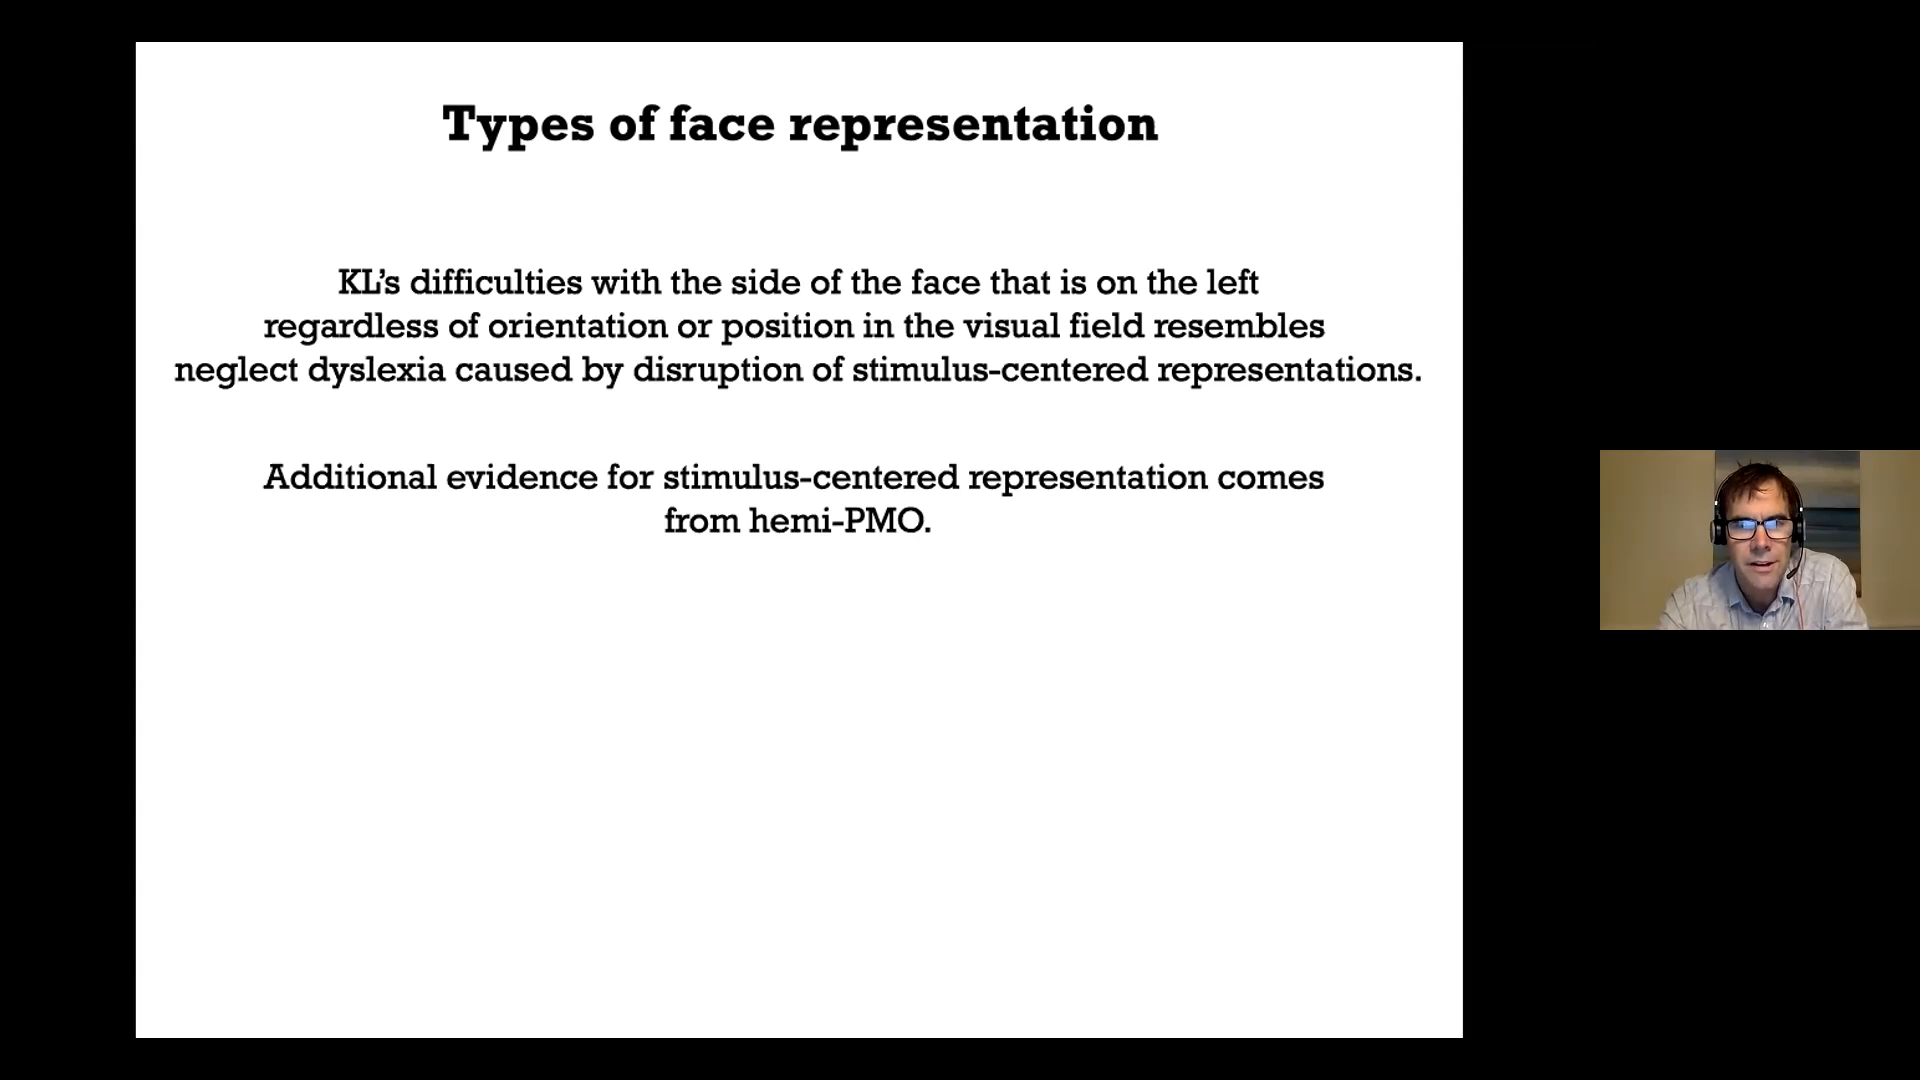 Types of face representation
KL’s difficulties with the side of the face that is on the left
regardless of orientation or position in the visual field resembles
neglect dyslexia caused by disruption of stimulus-centered representations.
Additional evidence for stimulus-centered representation comes
from hemi-PMO.